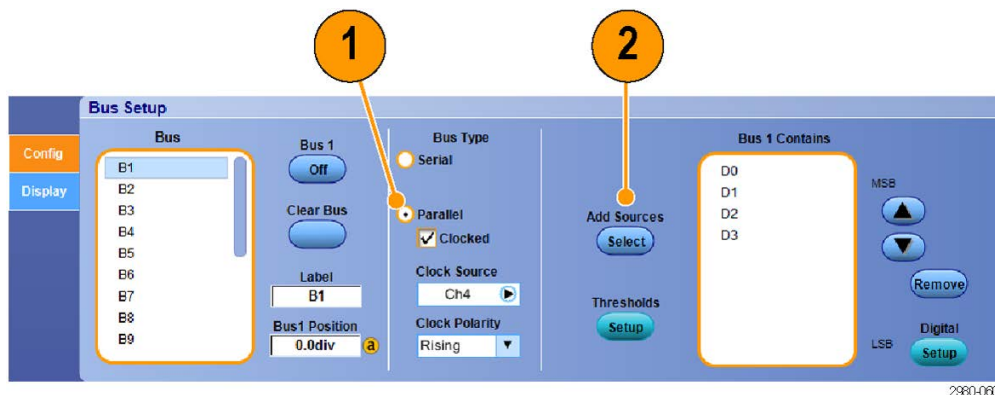 1
2
Bus Setup
Config
Display
Bus
B1
B2
B3
B4
B5
B6
B7
B8
B9
Bus 1
Off
Clear Bus
Label
B1
Bus1 Position
0.0div a
Bus Type
Serial
Parallel
Clocked
Clock Source
Ch4
Clock Polarity
Rising
Add Sources
Select
Thresholds
Setup
Bus 1 Contains
D0
D1
D2
D3
MSB
Remove
LSB
Digital
Setup